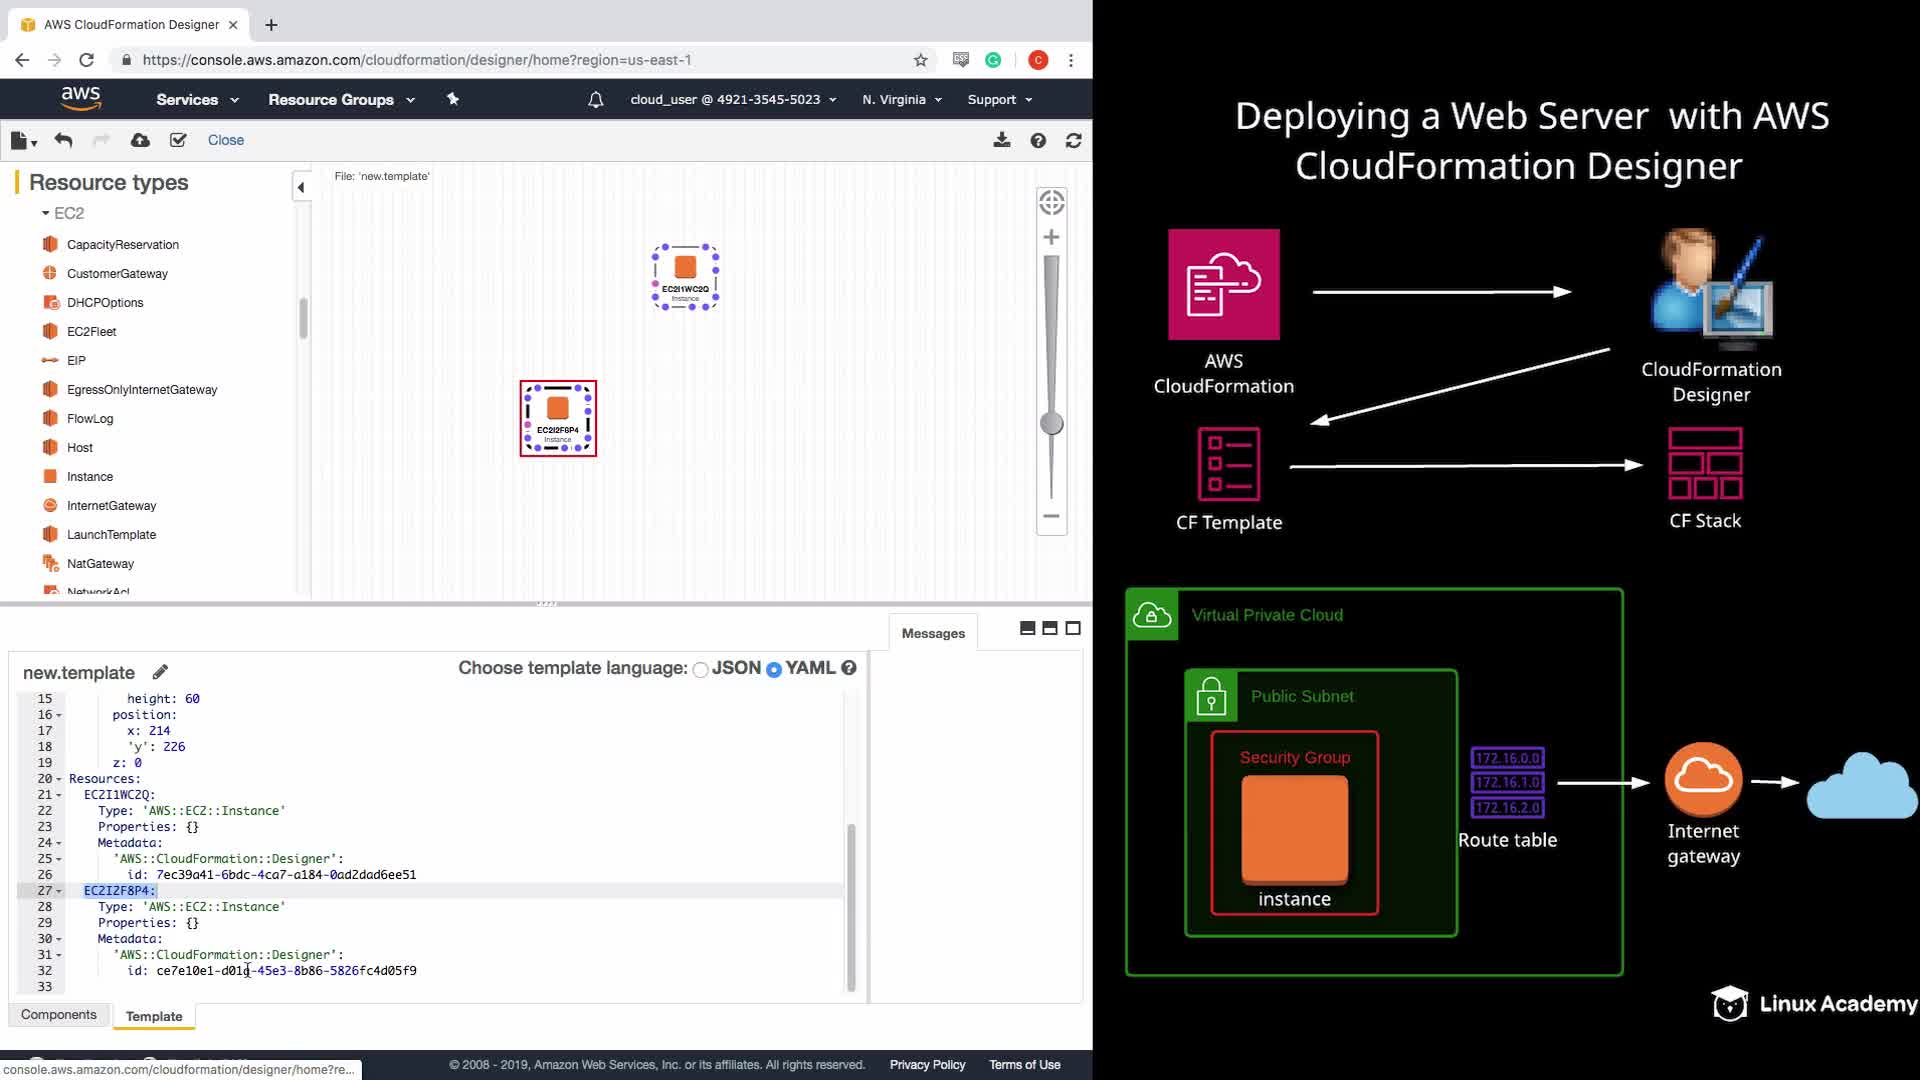 AWS CloudFormation Designer
https://console.aws.amazon.com/cloudformation/designer/home?region=us-east-1
aws
Services
Resource Groups
cloud_user @ 4921-3545-5023
N. Virginia
Support
Close
Resource types
EC2
CapacityReservation
CustomerGateway
DHCPOptions
EC2Fleet
EIP
EgressOnlyInternetGateway
FlowLog
Host
Instance
InternetGateway
LaunchTemplate
NatGateway
NetworkAcl
File: 'new.template'
EC2I1WC2Q
Instance
EC2I2F8P4
Instance
Messages
new.template
Choose template language: JSON YAML
15 height: 60
16 position:
17 x: 214
18 'y': 226
19 z: 0
20 Resources:
21 EC2I1WC2Q:
22 Type: 'AWS::EC2::Instance'
23 Properties: {}
24 Metadata:
25 'AWS::CloudFormation::Designer':
26 id: 7ec39a41-6bdc-4ca7-a184-0ad2dad6ee51
27 EC2I2F8P4:
28 Type: 'AWS::EC2::Instance'
29 Properties: {}
30 Metadata:
31 'AWS::CloudFormation::Designer':
32 id: ce7e10e1-d01g-45e3-8b86-5826fc4d05f9
33
Components
Template
console.aws.amazon.com/cloudformation/designer/home?re...
© 2008 - 2019, Amazon Web Services, Inc. or its affiliates. All rights reserved.
Privacy Policy
Terms of Use
Deploying a Web Server with AWS
CloudFormation Designer
AWS
CloudFormation
CloudFormation
Designer
CF Template
CF Stack
Virtual Private Cloud
Public Subnet
Security Group
instance
172.16.0.0
172.16.1.0
172.16.2.0
Route table
Internet
gateway
Linux Academy